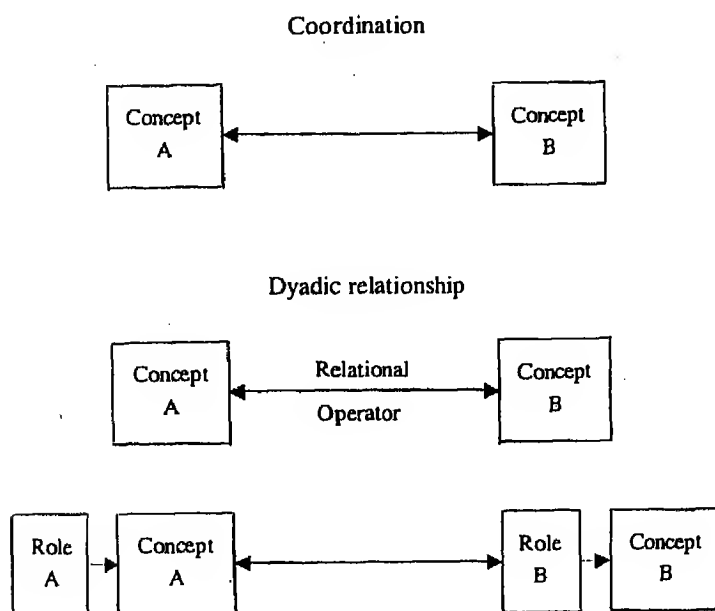 Coordination
Concept
A
Concept
B
Dyadic relationship
Concept
A
Relational
Operator
Concept
B
Role
A
Concept
A
Role
B
Concept
B